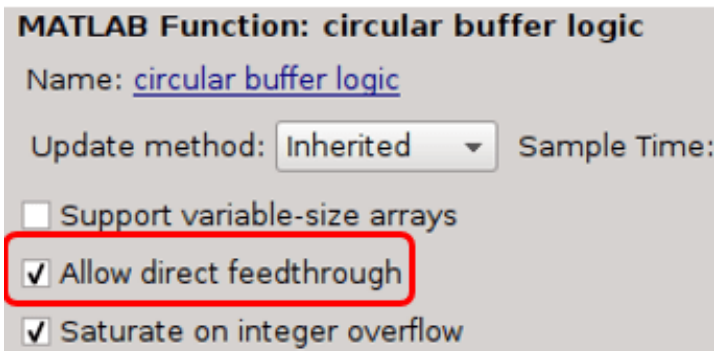 MATLAB Function: circular buffer logic
Name: circular buffer logic
Update method: Inherited Sample Time:
Support variable-size arrays
Allow direct feedthrough
Saturate on integer overflow